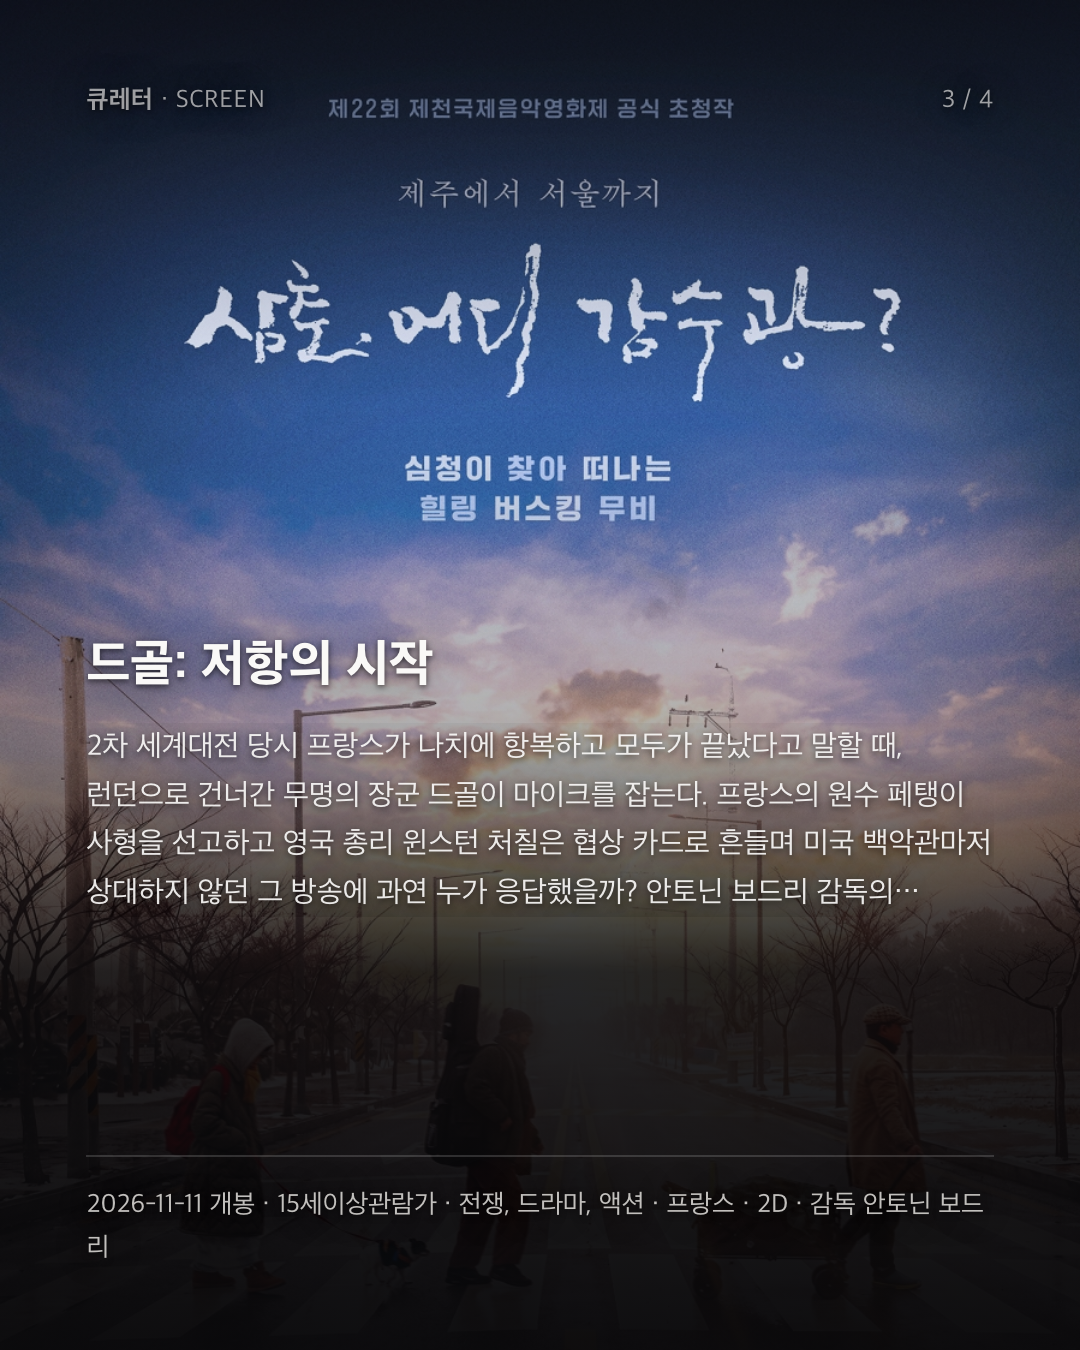 큐레터 · SCREEN
3 / 4
제22회 제천국제음악영화제 공식 초청작
제주에서 서울까지
삼춘. 어디 감수광?
심청이 찾아 떠나는
힐링 버스킹 무비
드골: 저항의 시작
2차 세계대전 당시 프랑스가 나치에 항복하고 모두가 끝났다고 말할 때,
런던으로 건너간 무명의 장군 드골이 마이크를 잡는다. 프랑스의 원수 페탱이
사형을 선고하고 영국 총리 윈스턴 처칠은 협상 카드로 흔들며 미국 백악관마저
상대하지 않던 그 방송에 과연 누가 응답했을까? 안토닌 보드리 감독의…
2026-11-11 개봉 · 15세이상관람가 · 전쟁, 드라마, 액션 · 프랑스 · 2D · 감독 안토닌 보드
리